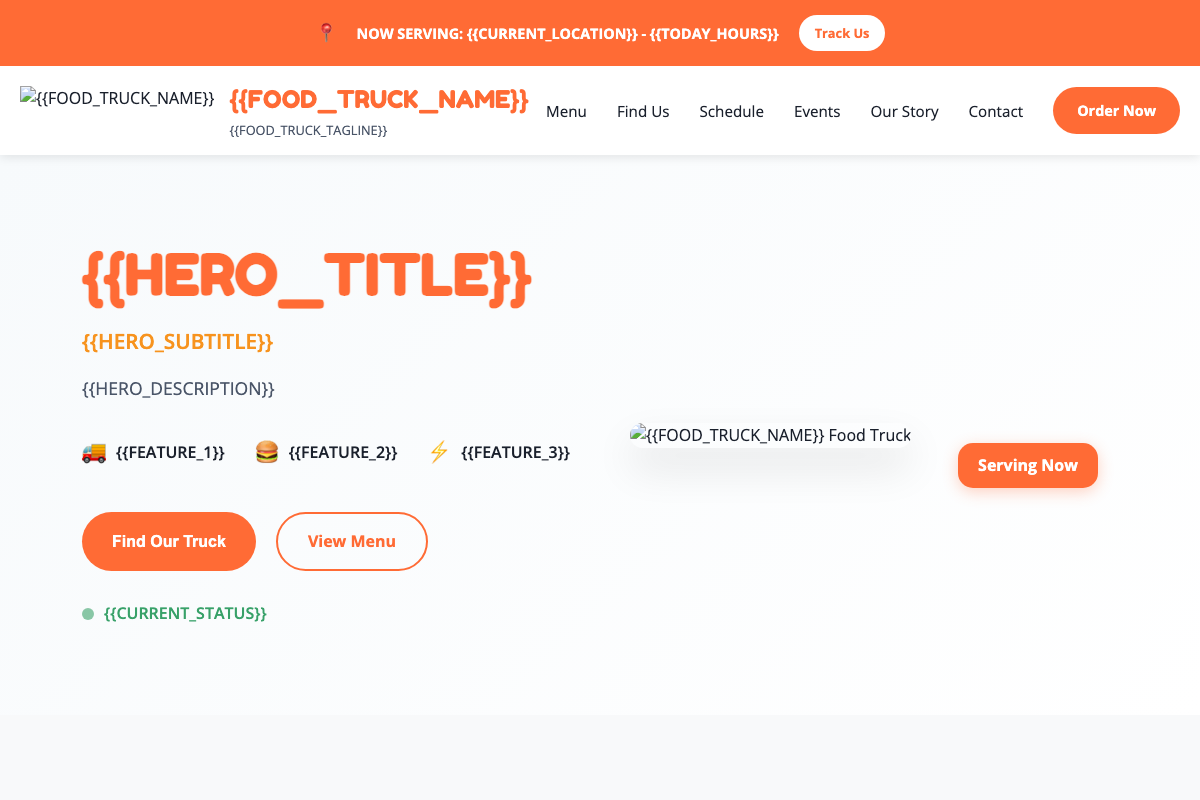 NOW SERVING: {{CURRENT_LOCATION}} - {{TODAY_HOURS}}
Track Us
{{FOOD_TRUCK_NAME}}
{{FOOD_TRUCK_NAME}}
{{FOOD_TRUCK_TAGLINE}}
Menu
Find Us
Schedule
Events
Our Story
Contact
Order Now
{{HERO_TITLE}}
{{HERO_SUBTITLE}}
{{HERO_DESCRIPTION}}
{{FEATURE_1}}
{{FEATURE_2}}
{{FEATURE_3}}
Find Our Truck
View Menu
{{CURRENT_STATUS}}
{{FOOD_TRUCK_NAME}} Food Truck
Serving Now